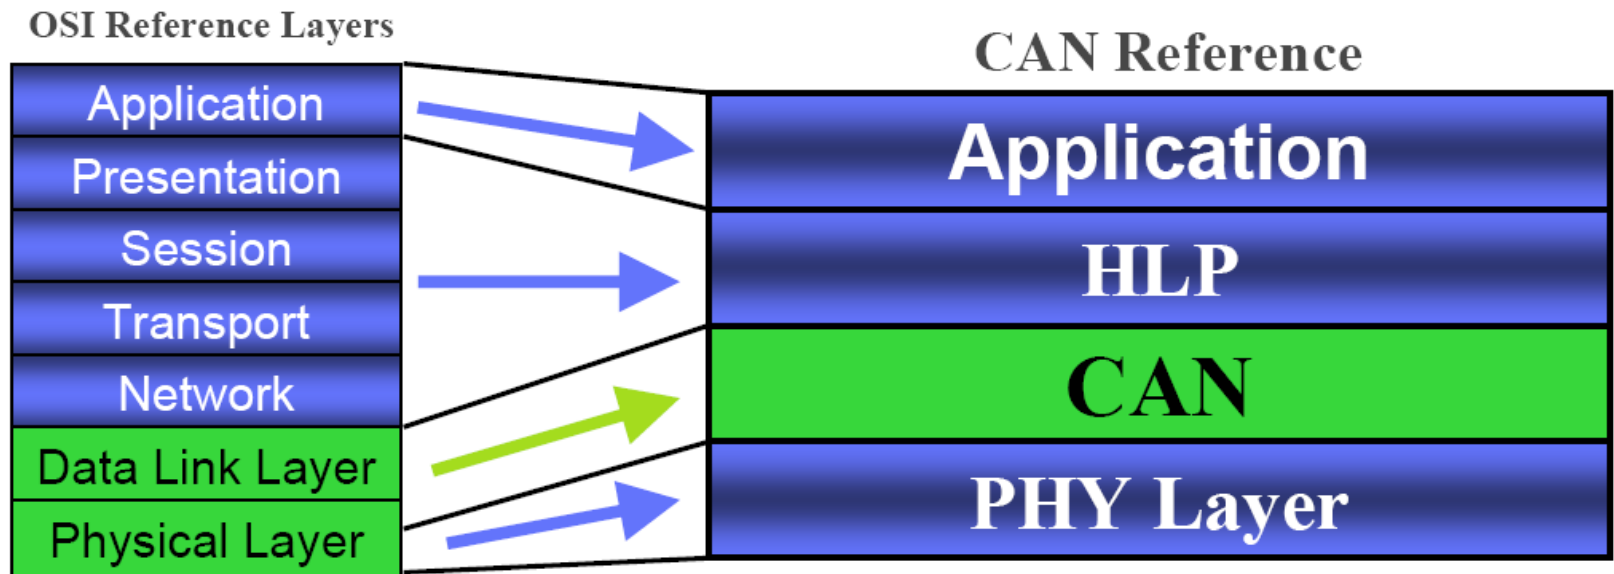 OSI Reference Layers
Application
Presentation
Session
Transport
Network
Data Link Layer
Physical Layer
CAN Reference
Application
HLP
CAN
PHY Layer